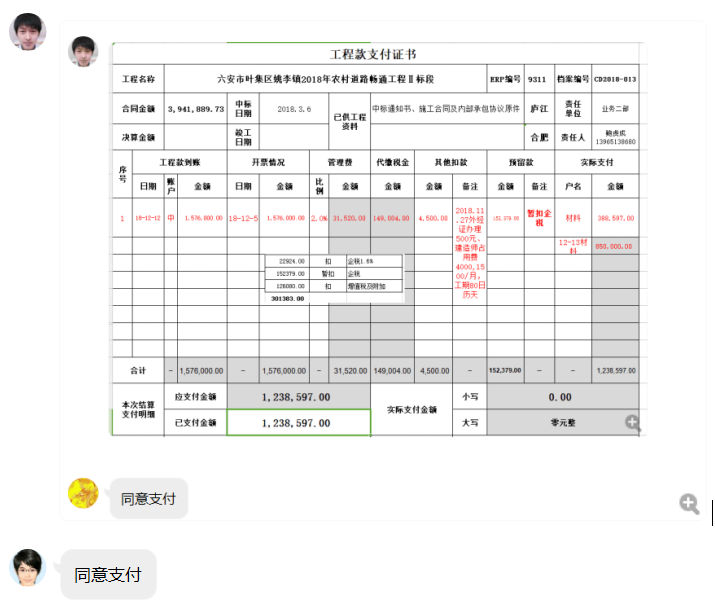 工程款支付证书
工程名称 六安市叶集区姚李镇2018年农村道路畅通工程Ⅱ标段 ERP编号 9311 档案编号 CD2018-013
合同金额 3,941,889.73 中标日期 2018.3.6 已供工程资料 中标通知书、施工合同及内部承包协议原件 庐江 责任单位 业务二部
决算金额 竣工日期 合肥 责任人 鲍虎成 13965138680
序号 工程款到账 开票情况 管理费 代缴税金 其他扣款 预留款 实际支付
日期 账户 金额 日期 金额 比例 金额 金额 金额 备注 金额 备注 户名 金额
1 18-12-12 中 1,576,000.00 18-12-5 1,576,000.00 2.0% 31,520.00 149,004.00 4,500.00 2018.11.27外经证办理500元、建造师占用费4000,1500/月,工期80日历天 152,379.00 暂扣企税 材料 388,597.00
12-13材料 850,000.00
22924.00 扣 企税1.6%
152379.00 暂扣 企税
126080.00 扣 增值税及附加
301383.00
合计 – 1,576,000.00 – 1,576,000.00 – 31,520.00 149,004.00 4,500.00 – 152,379.00 – – 1,238,597.00
本次结算支付明细 应支付金额 1,238,597.00 实际支付金额 小写 0.00
已支付金额 1,238,597.00 大写 零元整
同意支付
同意支付